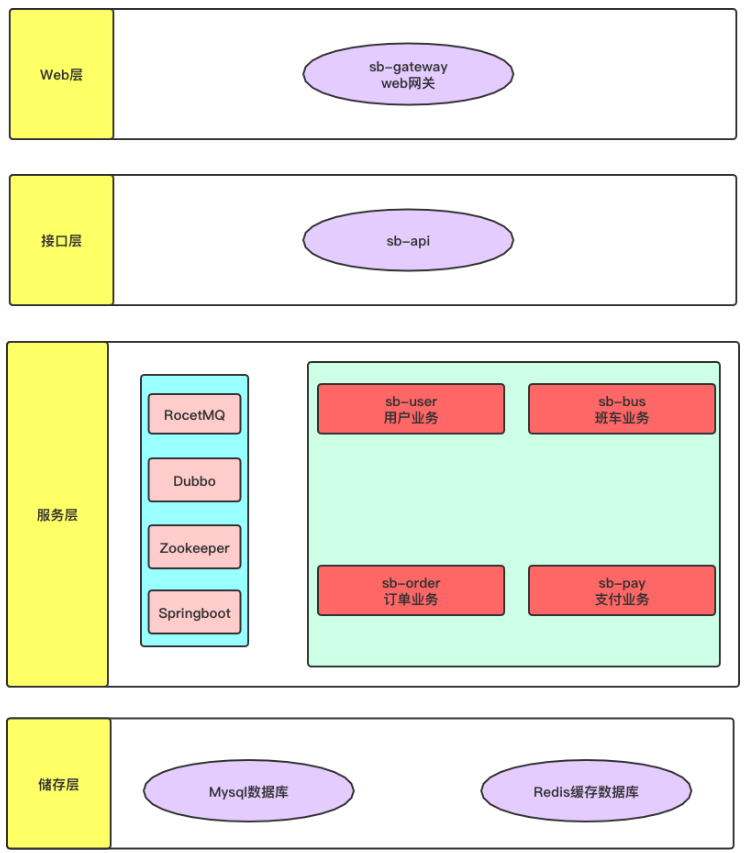 Web层
sb-gateway
web网关
接口层
sb-api
服务层
RocetMQ
Dubbo
Zookeeper
Springboot
sb-user
用户业务
sb-bus
班车业务
sb-order
订单业务
sb-pay
支付业务
储存层
Mysql数据库
Redis缓存数据库